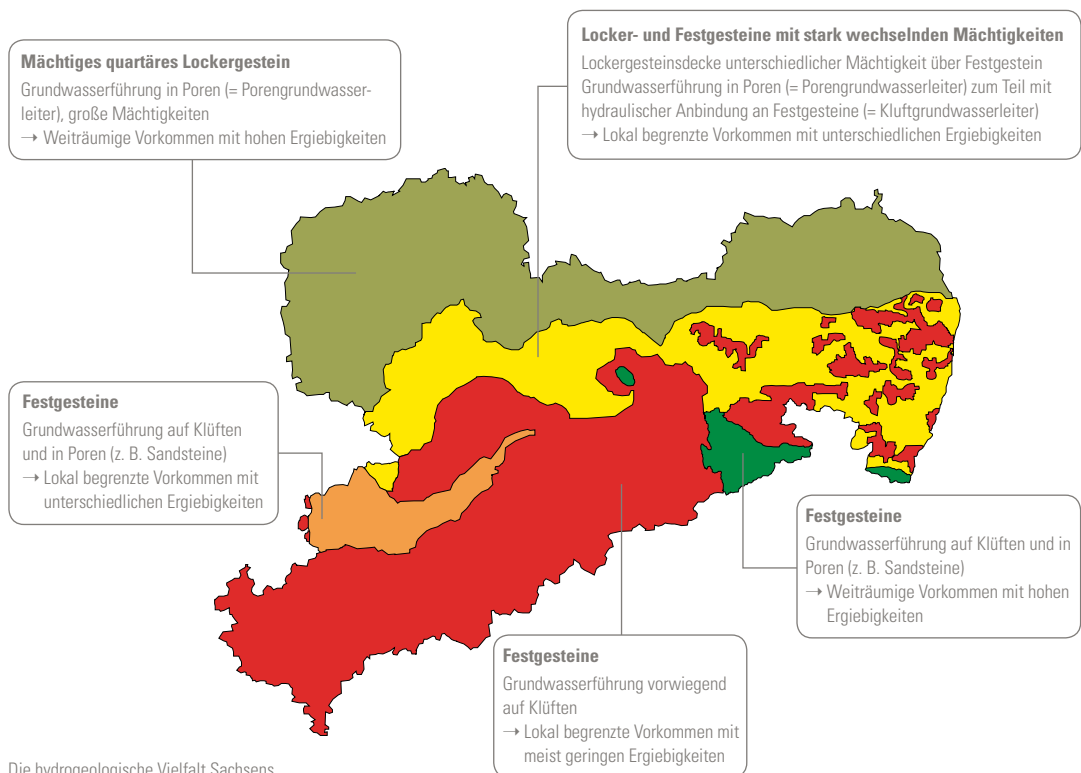 Mächtiges quartäres Lockergestein
Grundwasserführung in Poren (= Porengrundwasser-
leiter), große Mächtigkeiten
→ Weiträumige Vorkommen mit hohen Ergiebigkeiten
Locker- und Festgesteine mit stark wechselnden Mächtigkeiten
Lockergesteinsdecke unterschiedlicher Mächtigkeit über Festgestein
Grundwasserführung in Poren (= Porengrundwasserleiter) zum Teil mit
hydraulischer Anbindung an Festgesteine (= Kluftgrundwasserleiter)
→ Lokal begrenzte Vorkommen mit unterschiedlichen Ergiebigkeiten
Festgesteine
Grundwasserführung auf Klüften
und in Poren (z. B. Sandsteine)
→ Lokal begrenzte Vorkommen mit
unterschiedlichen Ergiebigkeiten
Festgesteine
Grundwasserführung auf Klüften und in
Poren (z. B. Sandsteine)
→ Weiträumige Vorkommen mit hohen
Ergiebigkeiten
Festgesteine
Grundwasserführung vorwiegend
auf Klüften
→ Lokal begrenzte Vorkommen mit
meist geringen Ergiebigkeiten
Die hydrogeologische Vielfalt Sachsens